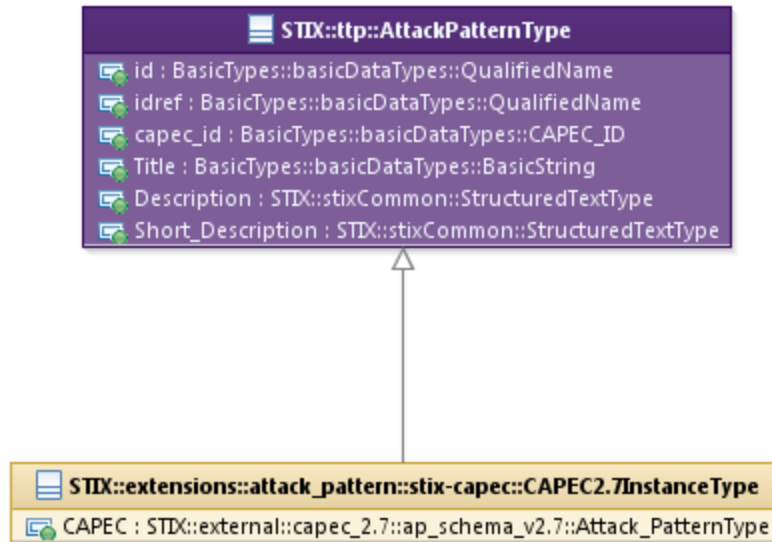 STIX::ttp::AttackPatternType
id : BasicTypes::basicDataTypes::QualifiedName
idref : BasicTypes::basicDataTypes::QualifiedName
capec_id : BasicTypes::basicDataTypes::CAPEC_ID
Title : BasicTypes::basicDataTypes::BasicString
Description : STIX::stixCommon::StructuredTextType
Short_Description : STIX::stixCommon::StructuredTextType
STIX::extensions::attack_pattern::stix-capec::CAPEC2.7InstanceType
CAPEC : STIX::external::capec_2.7::ap_schema_v2.7::Attack_PatternType